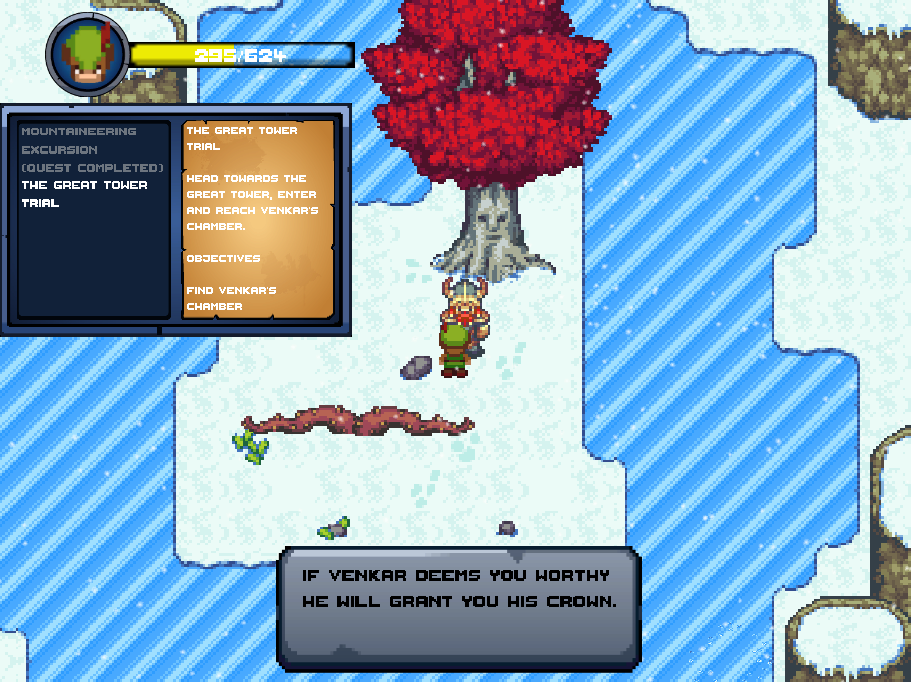 295/624
MOUNTAINEERING
EXCURSION
(QUEST COMPLETED)
THE GREAT TOWER
TRIAL
THE GREAT TOWER
TRIAL
HEAD TOWARDS THE
GREAT TOWER, ENTER
AND REACH VENKAR'S
CHAMBER.
OBJECTIVES
FIND VENKAR'S
CHAMBER
IF VENKAR DEEMS YOU WORTHY
HE WILL GRANT YOU HIS CROWN.